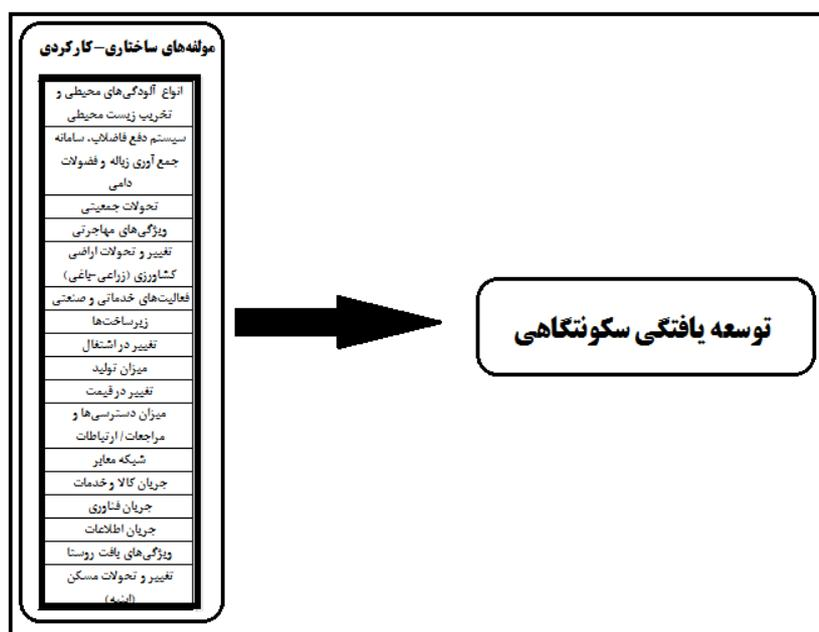 مولفه‌های ساختاری-کارکردی
انواع آلودگی‌های محیطی و
تخریب زیست محیطی
سیستم دفع فاضلاب، سامانه
جمع آوری زباله و فضولات
دامی
تحولات جمعیتی
ویژگی‌های مهاجرتی
تغییر و تحولات اراضی
کشاورزی (زراعی-باغی)
فعالیت‌های خدماتی و صنعتی
زیرساخت‌ها
تغییر در اشتغال
میزان تولید
تغییر در قیمت
میزان دسترسی‌ها و
مراجعات/ارتباطات
شبکه معابر
جریان کالا و خدمات
جریان فناوری
جریان اطلاعات
ویژگی‌های بافت روستا
تغییر و تحولات مسکن
(ابنیه)
توسعه یافتگی سکونتگاهی